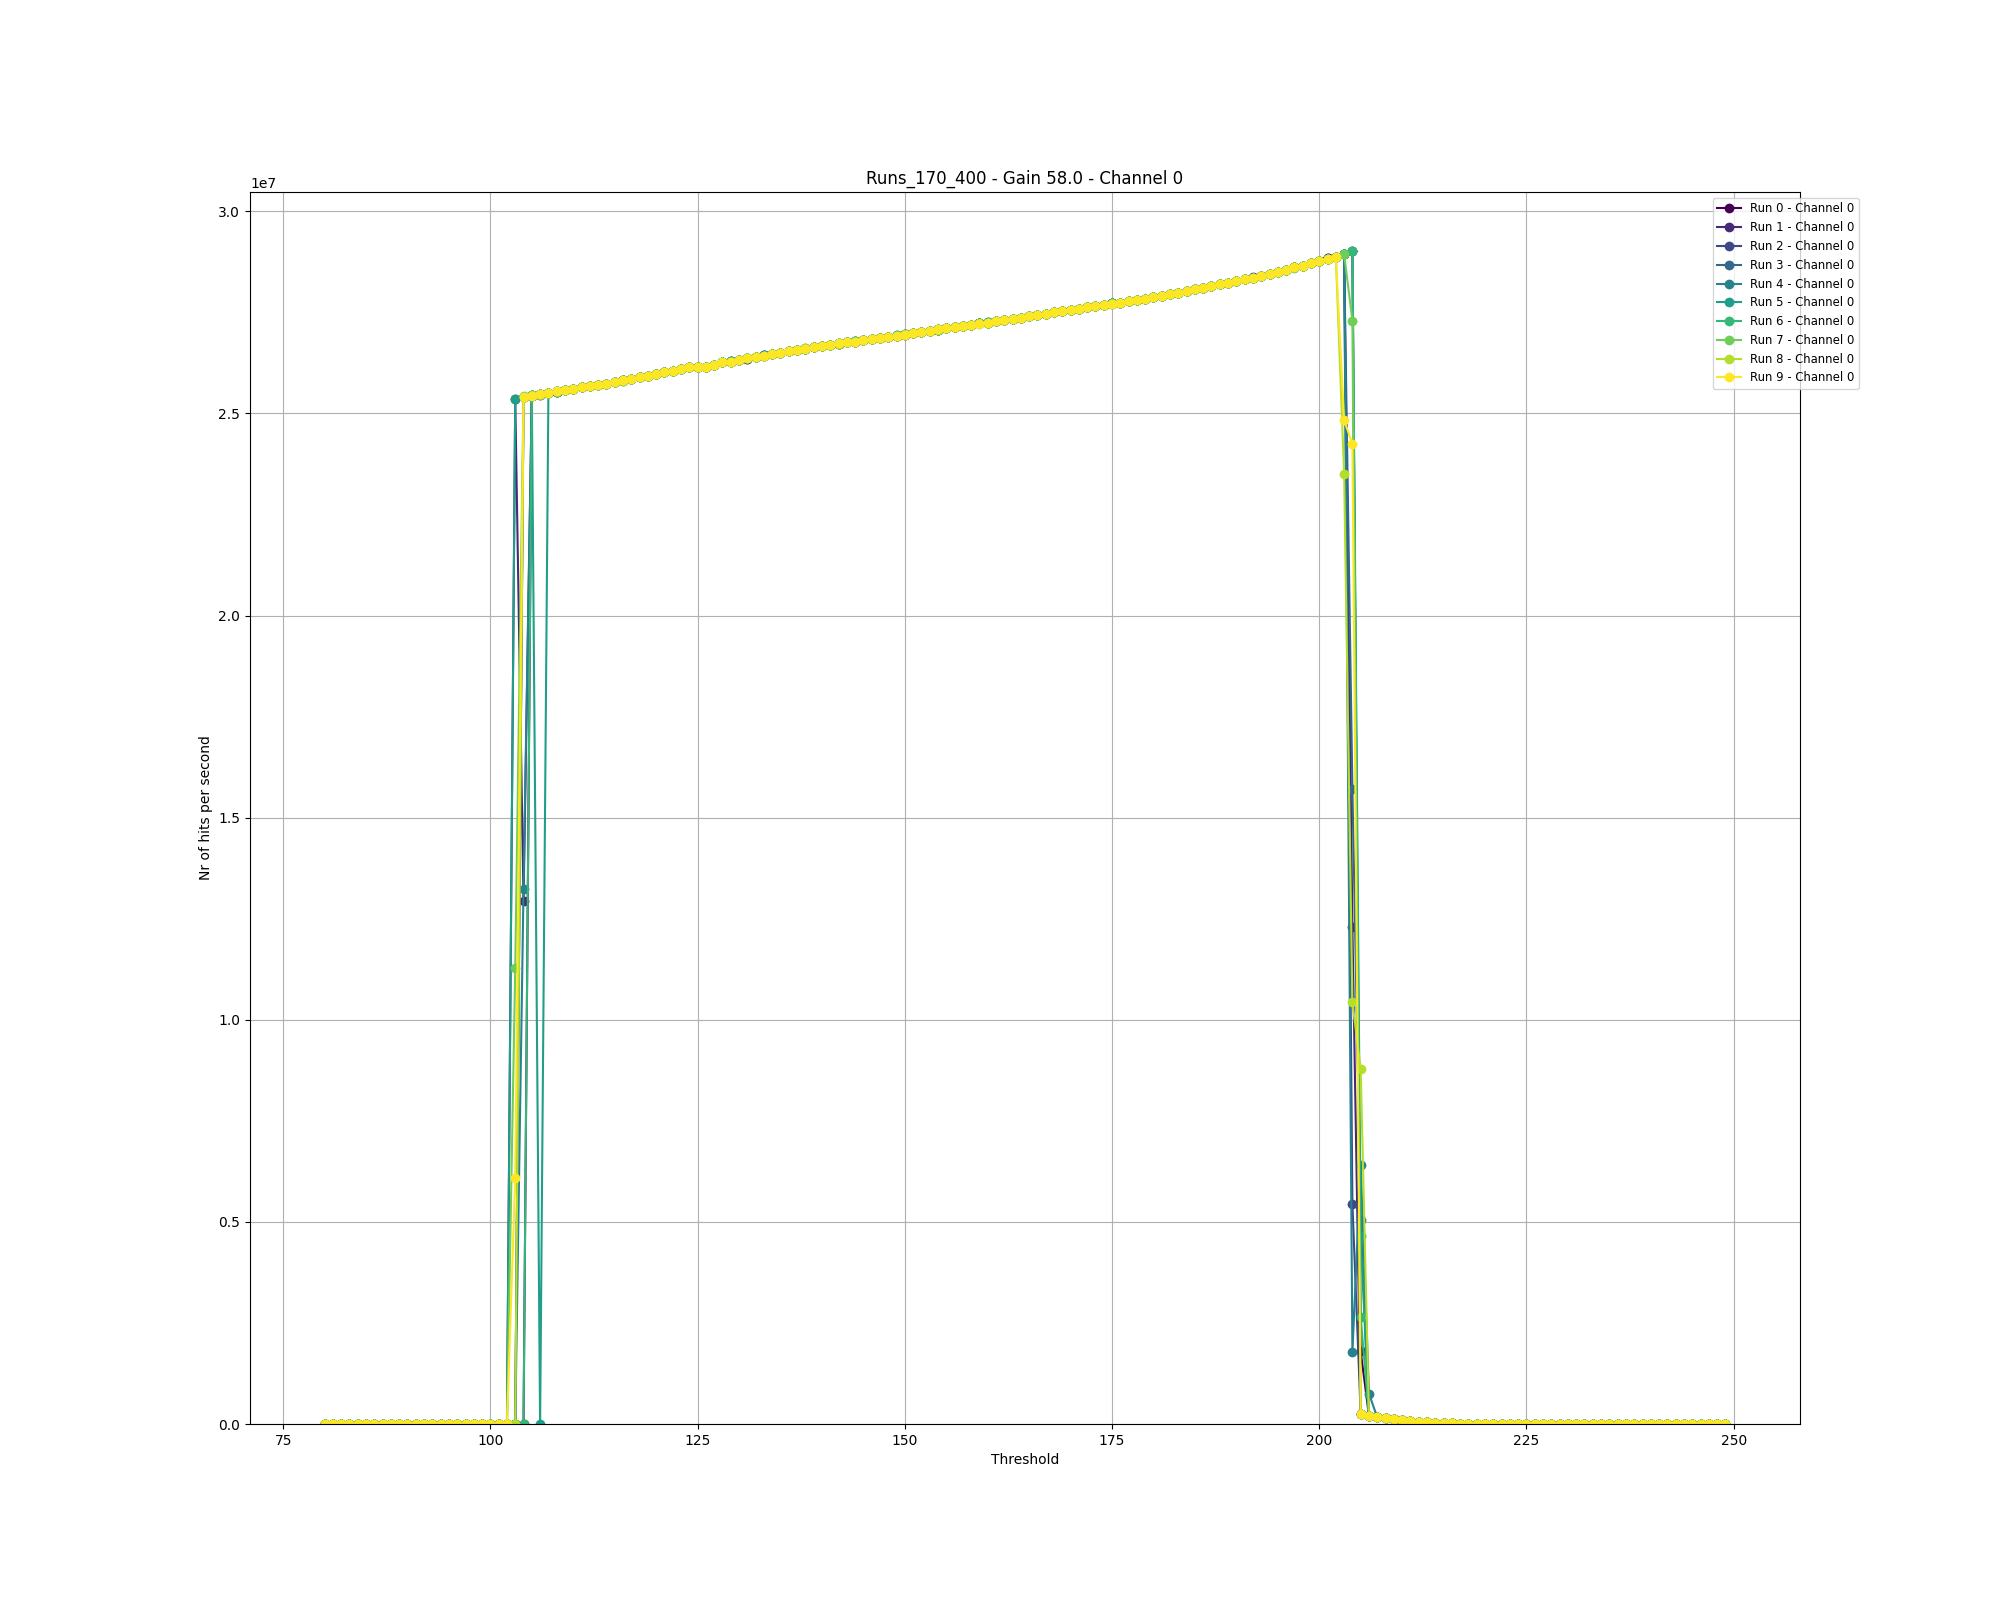 Runs_170_400 - Gain 58.0 - Channel 0
1e7
3.0
2.5
2.0
1.5
1.0
0.5
0.0
Nr of hits per second
75 100 125 150 175 200 225 250
Threshold
Run 0 - Channel 0
Run 1 - Channel 0
Run 2 - Channel 0
Run 3 - Channel 0
Run 4 - Channel 0
Run 5 - Channel 0
Run 6 - Channel 0
Run 7 - Channel 0
Run 8 - Channel 0
Run 9 - Channel 0